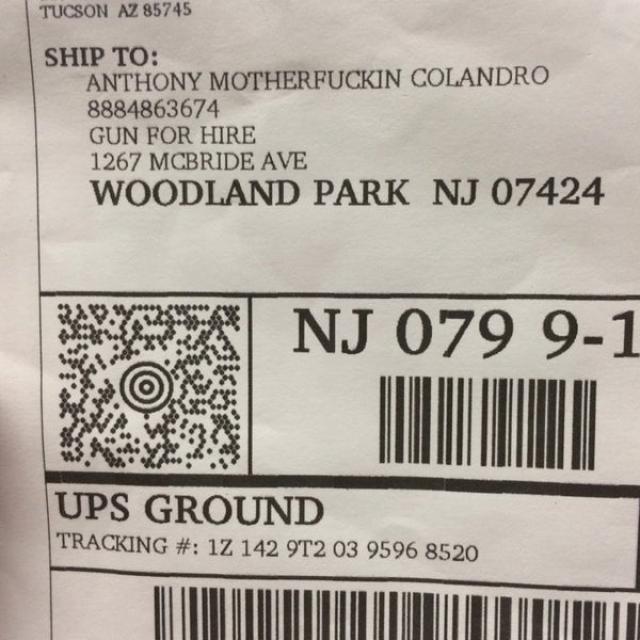 TUCSON AZ 85745
SHIP TO:
ANTHONY MOTHERFUCKIN COLANDRO
8884863674
GUN FOR HIRE
1267 MCBRIDE AVE
WOODLAND PARK NJ 07424
NJ 079 9-1
UPS GROUND
TRACKING #: 1Z 142 9T2 03 9596 8520